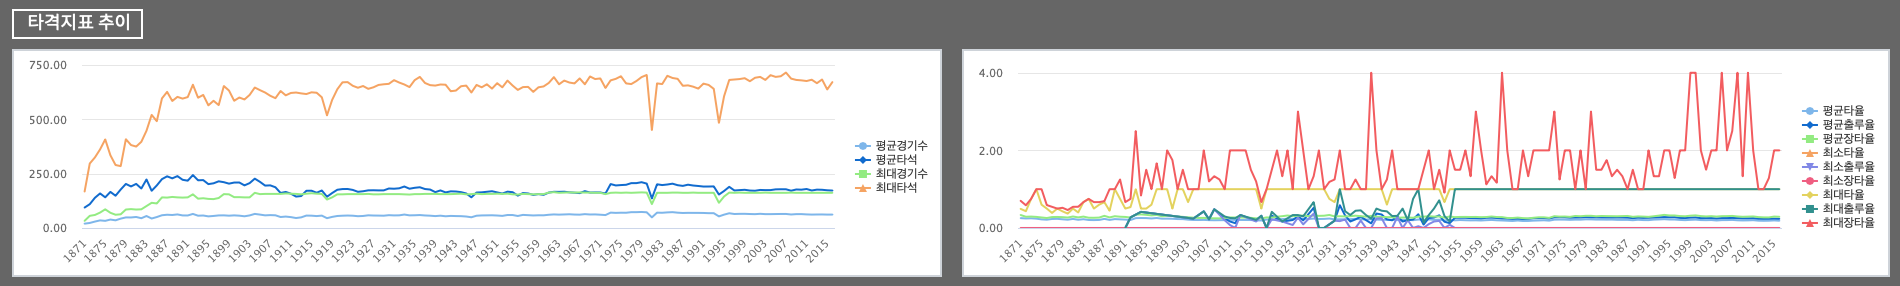 타격지표 추이
750.00
500.00
250.00
0.00
1871 1875 1879 1883 1887 1891 1895 1899 1903 1907 1911 1915 1919 1923 1927 1931 1935 1939 1943 1947 1951 1955 1959 1963 1967 1971 1975 1979 1983 1987 1991 1995 1999 2003 2007 2011 2015
평균경기수
평균타석
최대경기수
최대타석
4.00
2.00
0.00
1871 1875 1879 1883 1887 1891 1895 1899 1903 1907 1911 1915 1919 1923 1927 1931 1935 1939 1943 1947 1951 1955 1959 1963 1967 1971 1975 1979 1983 1987 1991 1995 1999 2003 2007 2011 2015
평균타율
평균출루율
평균장타율
최소타율
최소출루율
최소장타율
최대타율
최대출루율
최대장타율